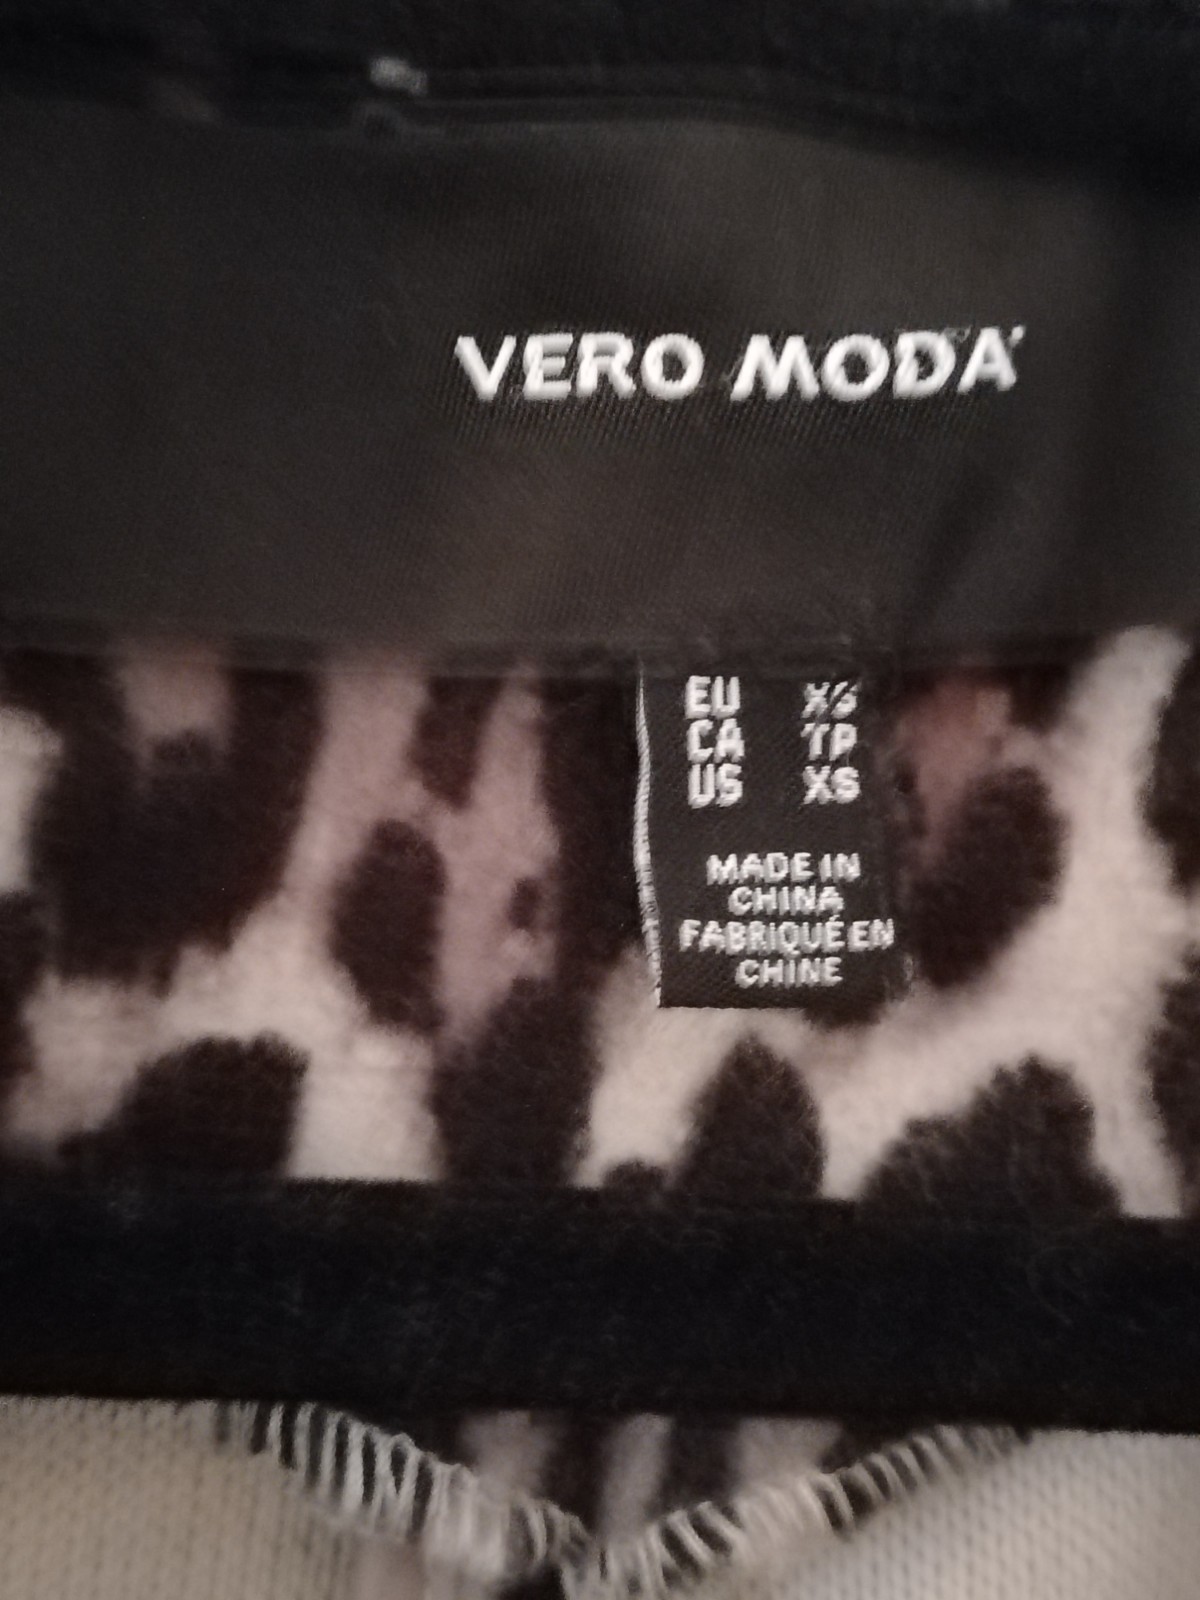 VERO MODA
EU XS
CA TP
US XS
MADE IN
CHINA
FABRIQUÉ EN
CHINE